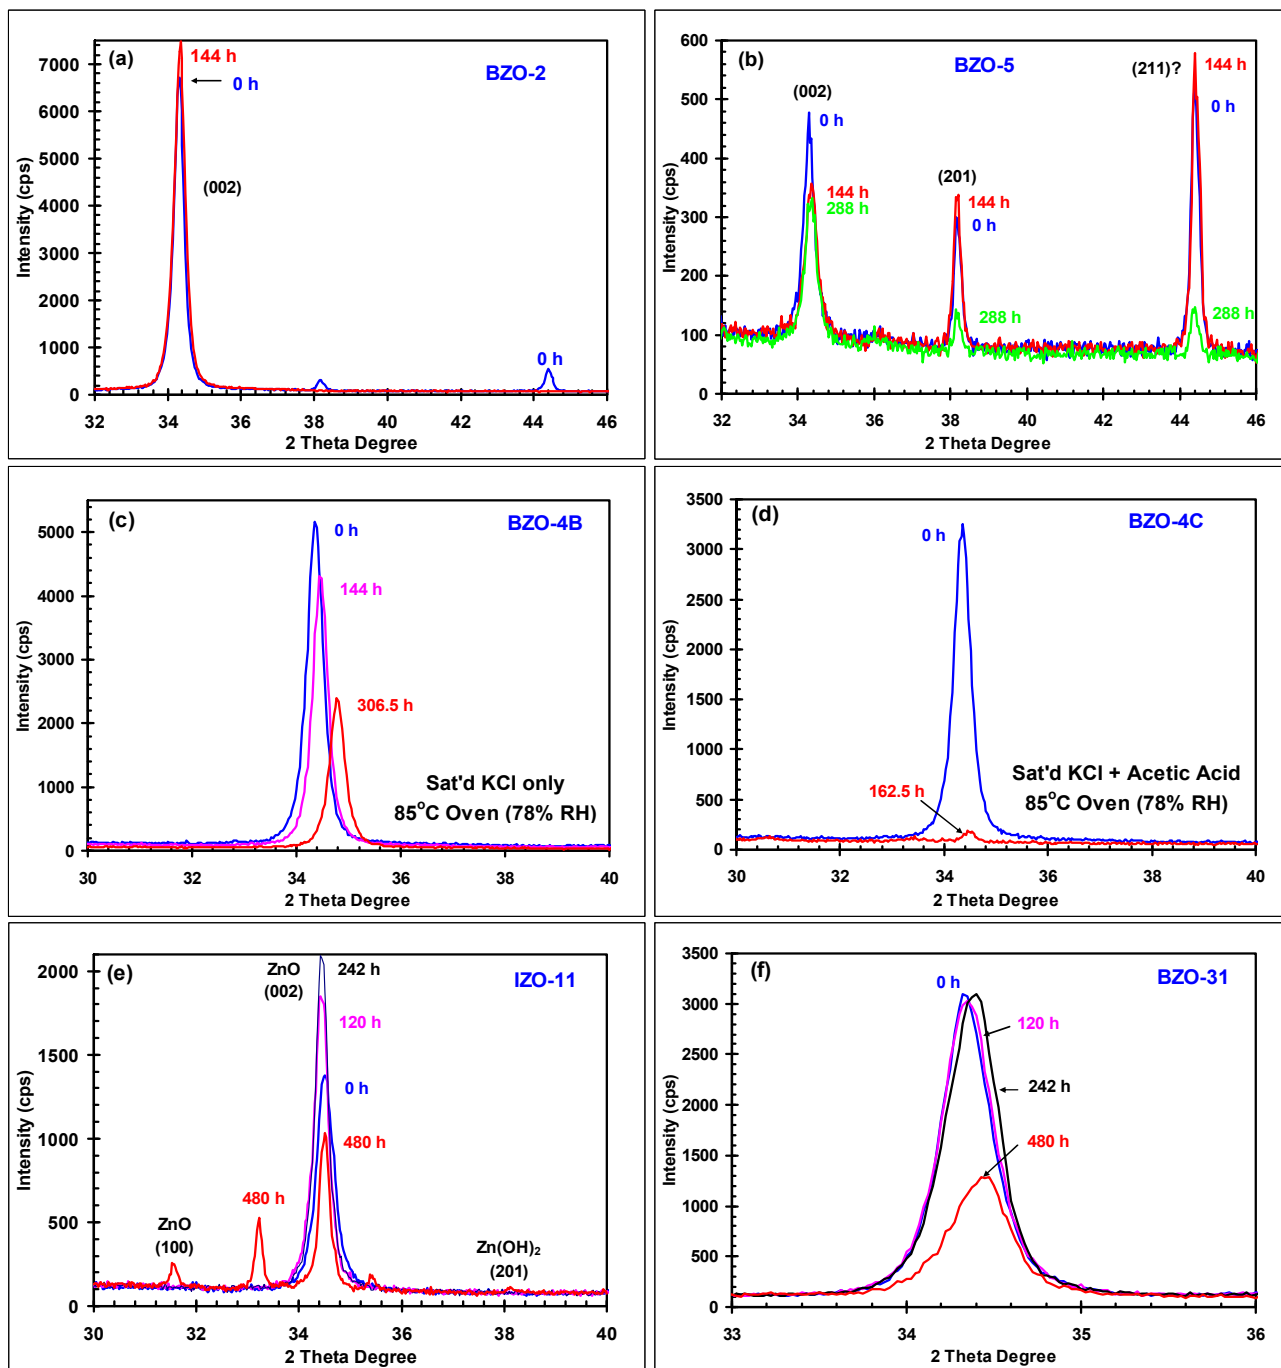 (a)
BZO-2
144 h
0 h
(002)
0 h
Intensity (cps)
7000
6000
5000
4000
3000
2000
1000
0
32 34 36 38 40 42 44 46
2 Theta Degree
(b)
BZO-5
(211)?
144 h
0 h
(002)
0 h
(201)
144 h
288 h
144 h
0 h
288 h
288 h
Intensity (cps)
600
500
400
300
200
100
0
32 34 36 38 40 42 44 46
2 Theta Degree
(c)
BZO-4B
0 h
144 h
306.5 h
Sat'd KCl only
85°C Oven (78% RH)
Intensity (cps)
5000
4000
3000
2000
1000
0
30 32 34 36 38 40
2 Theta Degree
(d)
BZO-4C
0 h
Sat'd KCl + Acetic Acid
162.5 h
85°C Oven (78% RH)
Intensity (cps)
3500
3000
2500
2000
1500
1000
500
0
30 32 34 36 38 40
2 Theta Degree
(e)
IZO-11
ZnO
(002)
242 h
120 h
0 h
480 h
480 h
ZnO
(100)
Zn(OH)₂
(201)
Intensity (cps)
2000
1500
1000
500
0
30 32 34 36 38 40
2 Theta Degree
(f)
BZO-31
0 h
120 h
242 h
480 h
Intensity (cps)
3500
3000
2500
2000
1500
1000
500
0
33 34 35 36
2 Theta Degree